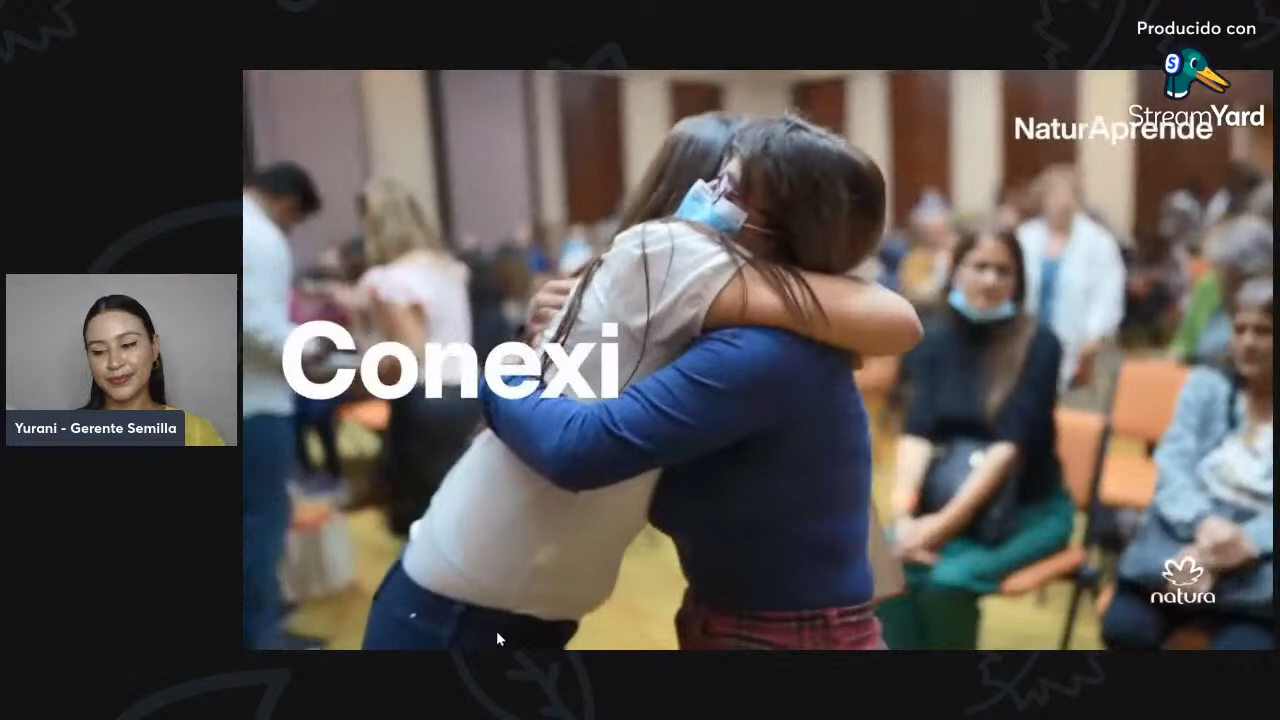 Producido con
StreamYard
NaturAprende
Conexi
Yurani - Gerente Semilla
natura